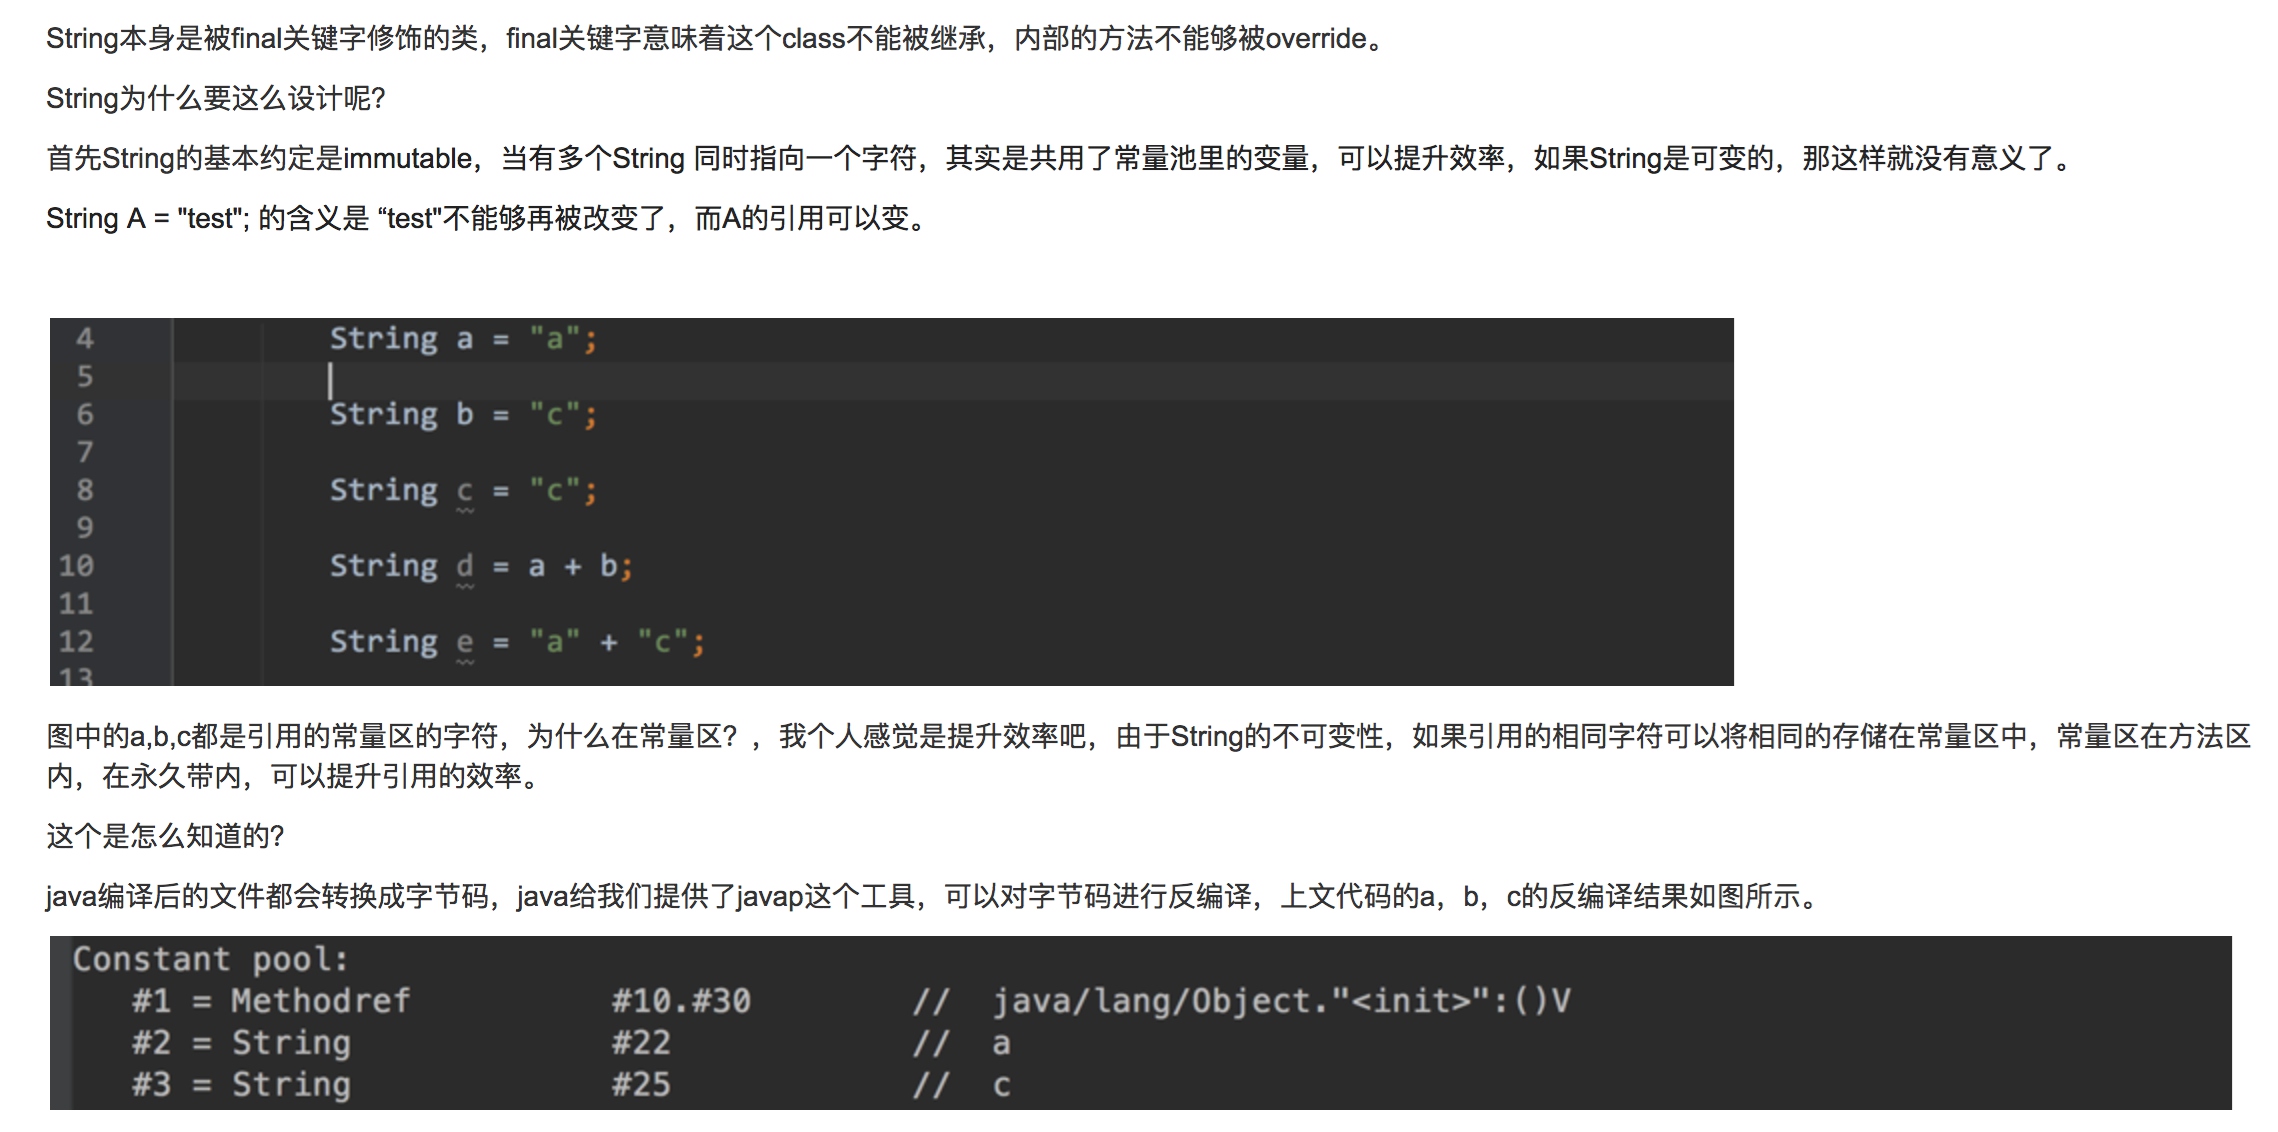 String本身是被final关键字修饰的类，final关键字意味着这个class不能被继承，内部的方法不能够被override。
String为什么要这么设计呢?
首先String的基本约定是immutable，当有多个String 同时指向一个字符，其实是共用了常量池里的变量，可以提升效率，如果String是可变的，那这样就没有意义了。
String A = "test"; 的含义是 “test"不能够再被改变了，而A的引用可以变。
4 String a = "a";
5
6 String b = "c";
7
8 String c = "c";
9
10 String d = a + b;
11
12 String e = "a" + "c";
13
图中的a,b,c都是引用的常量区的字符，为什么在常量区? ，我个人感觉是提升效率吧，由于String的不可变性，如果引用的相同字符可以将相同的存储在常量区中，常量区在方法区
内，在永久带内，可以提升引用的效率。
这个是怎么知道的?
java编译后的文件都会转换成字节码，java给我们提供了javap这个工具，可以对字节码进行反编译，上文代码的a，b，c的反编译结果如图所示。
Constant pool:
#1 = Methodref #10.#30 // java/lang/Object."<init>":()V
#2 = String #22 // a
#3 = String #25 // c